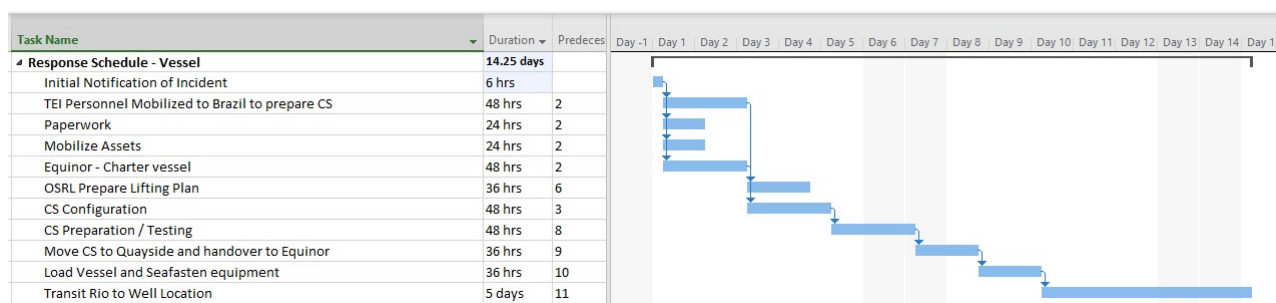 Task Name Duration Predeces Day -1 Day 1 Day 2 Day 3 Day 4 Day 5 Day 6 Day 7 Day 8 Day 9 Day 10 Day 11 Day 12 Day 13 Day 14 Day 1
Response Schedule - Vessel 14.25 days
Initial Notification of Incident 6 hrs
TEI Personnel Mobilized to Brazil to prepare CS 48 hrs 2
Paperwork 24 hrs 2
Mobilize Assets 24 hrs 2
Equinor - Charter vessel 48 hrs 2
OSRL Prepare Lifting Plan 36 hrs 6
CS Configuration 48 hrs 3
CS Preparation / Testing 48 hrs 8
Move CS to Quayside and handover to Equinor 36 hrs 9
Load Vessel and Seafasten equipment 36 hrs 10
Transit Rio to Well Location 5 days 11